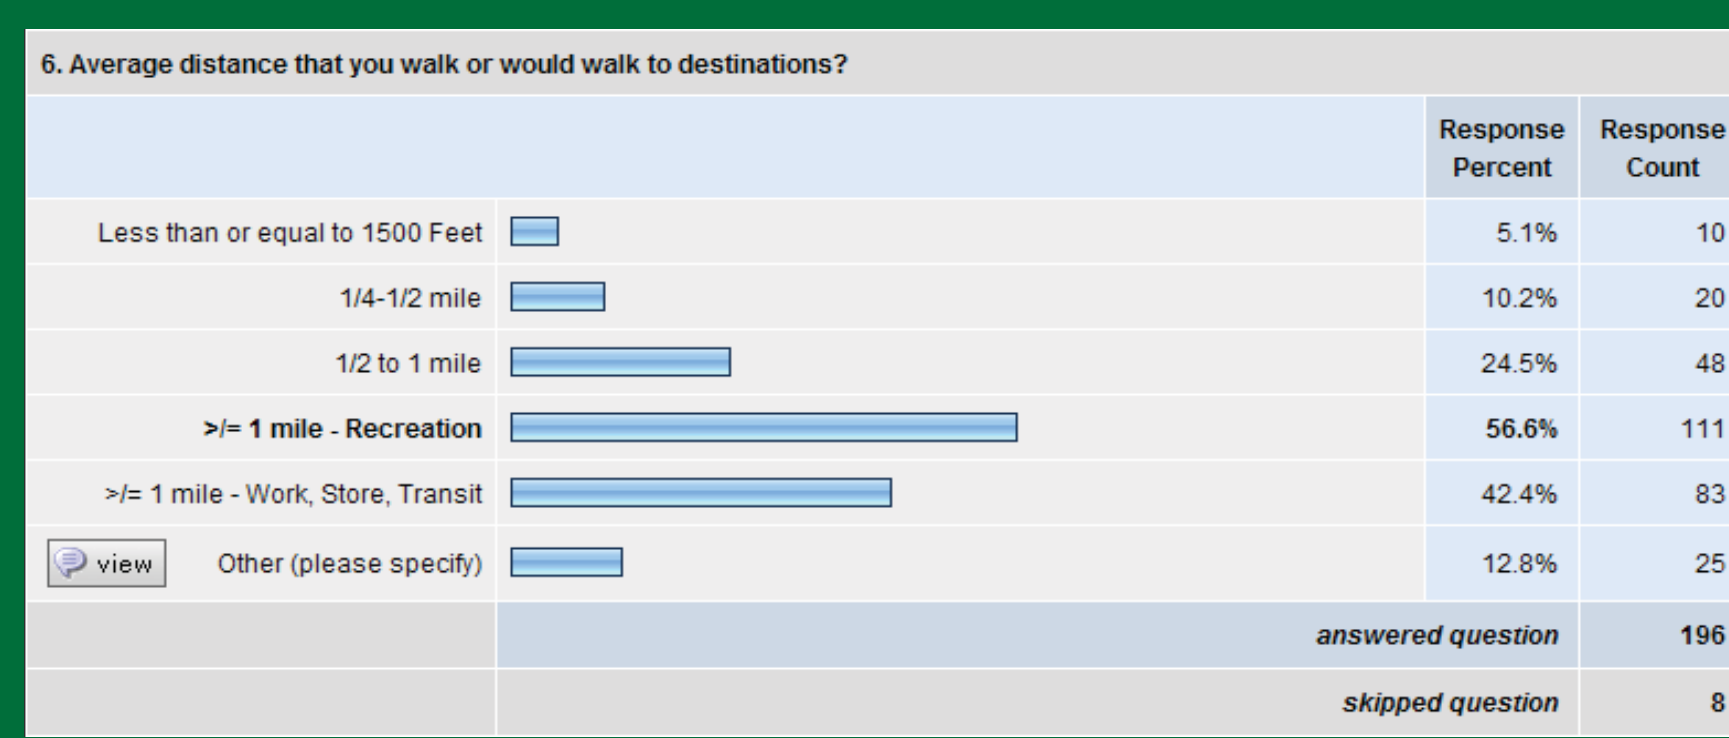 6. Average distance that you walk or would walk to destinations?
Response Percent Response Count
Less than or equal to 1500 Feet 5.1% 10
1/4-1/2 mile 10.2% 20
1/2 to 1 mile 24.5% 48
>/= 1 mile - Recreation 56.6% 111
>/= 1 mile - Work, Store, Transit 42.4% 83
view Other (please specify) 12.8% 25
answered question 196
skipped question 8